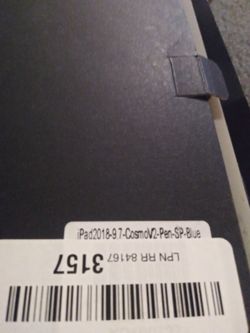 iPad2018-9.7-CosmoV2-Pen-SP-Blue
LPN RR 84167
3157